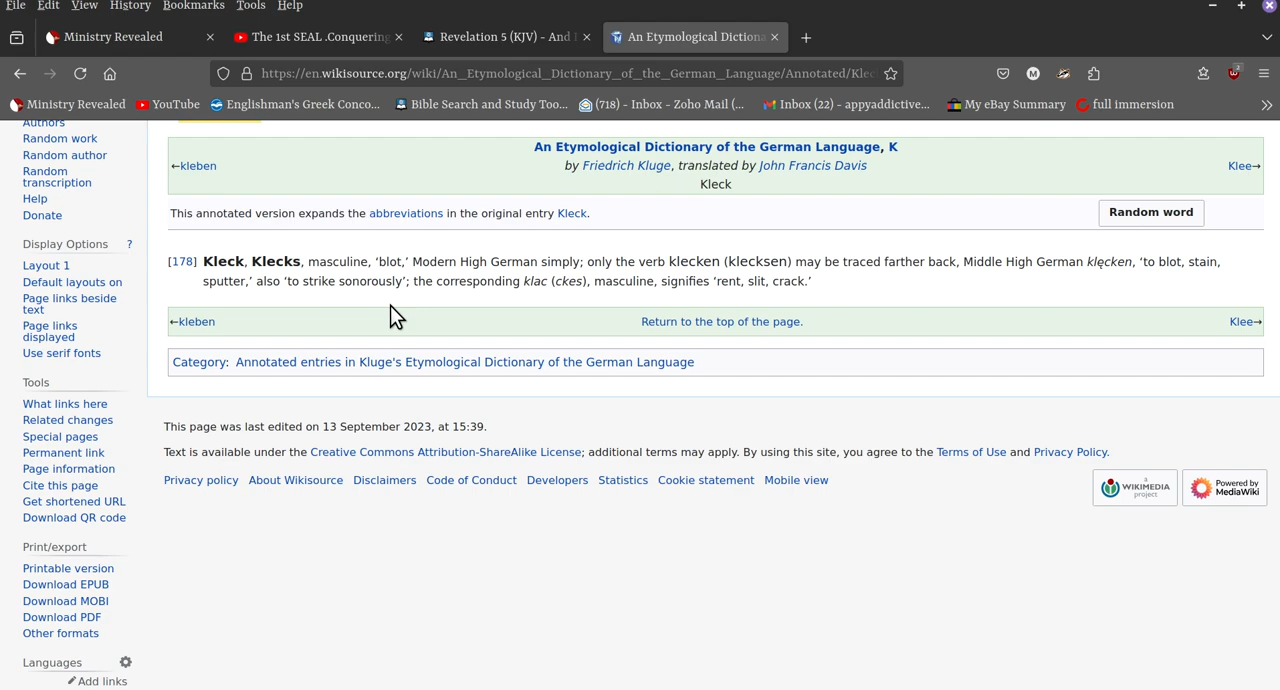 File Edit View History Bookmarks Tools Help
Ministry Revealed
The 1st SEAL .Conquering
Revelation 5 (KJV) - And I
An Etymological Dictiona
https://en.wikisource.org/wiki/An_Etymological_Dictionary_of_the_German_Language/Annotated/Klec
Ministry Revealed YouTube Englishman's Greek Conco... Bible Search and Study Too... (718) - Inbox - Zoho Mail (... Inbox (22) - appyaddictive... My eBay Summary full immersion
Authors
Random work
Random author
Random
transcription
Help
Donate
Display Options ?
Layout 1
Default layouts on
Page links beside
text
Page links
displayed
Use serif fonts
Tools
What links here
Related changes
Special pages
Permanent link
Page information
Cite this page
Get shortened URL
Download QR code
Print/export
Printable version
Download EPUB
Download MOBI
Download PDF
Other formats
Languages
Add links
An Etymological Dictionary of the German Language, K
←kleben by Friedrich Kluge, translated by John Francis Davis Klee→
Kleck
This annotated version expands the abbreviations in the original entry Kleck. Random word
[178] Kleck, Klecks, masculine, ‘blot,’ Modern High German simply; only the verb klecken (klecksen) may be traced farther back, Middle High German klęcken, ‘to blot, stain,
sputter,’ also ‘to strike sonorously’; the corresponding klac (ckes), masculine, signifies ‘rent, slit, crack.’
←kleben Return to the top of the page. Klee→
Category: Annotated entries in Kluge's Etymological Dictionary of the German Language
This page was last edited on 13 September 2023, at 15:39.
Text is available under the Creative Commons Attribution-ShareAlike License; additional terms may apply. By using this site, you agree to the Terms of Use and Privacy Policy.
Privacy policy About Wikisource Disclaimers Code of Conduct Developers Statistics Cookie statement Mobile view
a
WIKIMEDIA
project
Powered by
MediaWiki